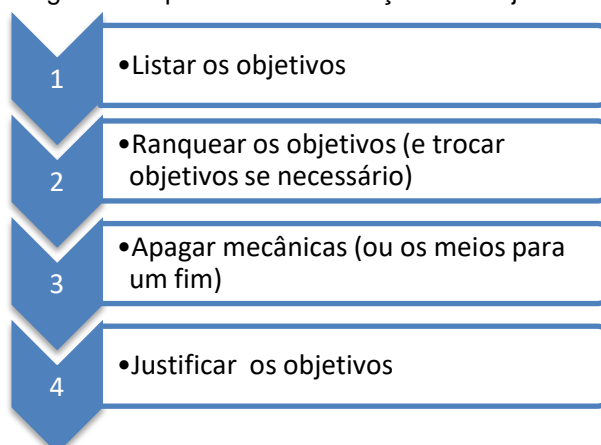 1
•Listar os objetivos
2
•Ranquear os objetivos (e trocar
objetivos se necessário)
3
•Apagar mecânicas (ou os meios para
um fim)
4
•Justificar os objetivos